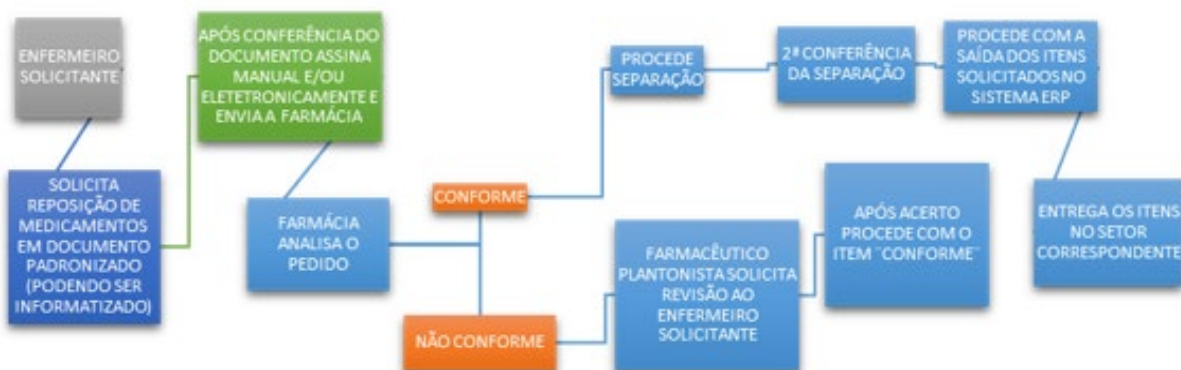 ENFERMEIRO
SOLICITANTE
SOLICITA
REPOSIÇÃO DE
MEDICAMENTOS
EM DOCUMENTO
PADRONIZADO
(PODENDO SER
INFORMATIZADO)
APÓS CONFERÊNCIA DO
DOCUMENTO ASSINA
MANUAL E/OU
ELETETRONICAMENTE E
ENVIA A FARMÁCIA
FARMÁCIA
ANALISA O
PEDIDO
CONFORME
PROCEDE
SEPARAÇÃO
2ª CONFERÊNCIA
DA SEPARAÇÃO
PROCEDE COM A
SAÍDA DOS ITENS
SOLICITADOS NO
SISTEMA ERP
ENTREGA OS ITENS
NO SETOR
CORRESPONDENTE
NÃO CONFORME
FARMACÊUTICO
PLANTONISTA SOLICITA
REVISÃO AO
ENFERMEIRO
SOLICITANTE
APÓS ACERTO
PROCEDE COM O
ITEM ¨CONFORME¨